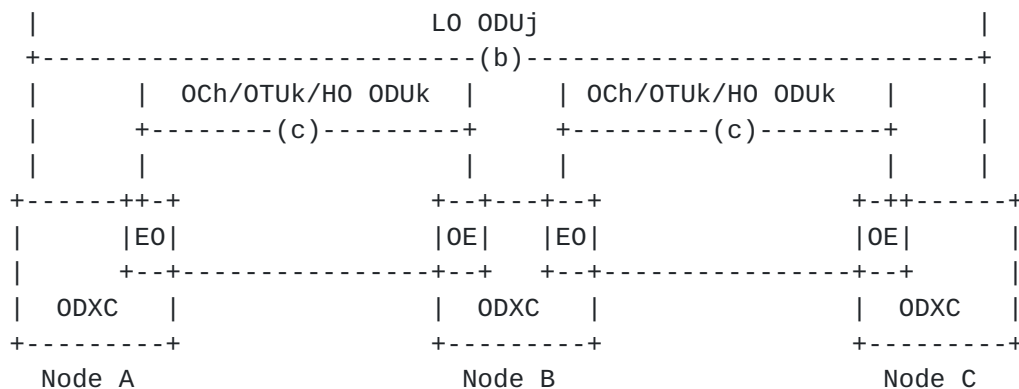 LO ODUj
(b)
OCh/OTUk/HO ODUk OCh/OTUk/HO ODUk
(c) (c)
EO OE EO OE
ODXC ODXC ODXC
Node A Node B Node C